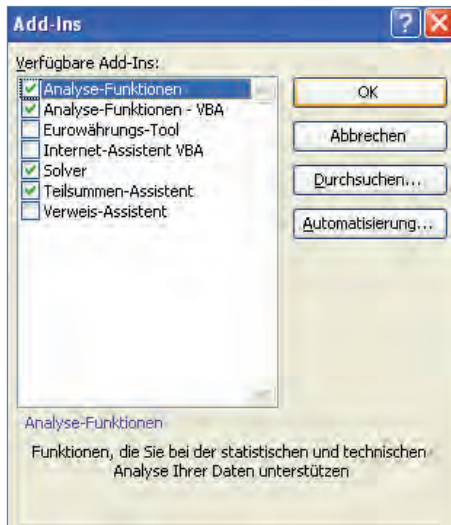 Add-Ins
Verfügbare Add-Ins:
Analyse-Funktionen
Analyse-Funktionen - VBA
Eurowährungs-Tool
Internet-Assistent VBA
Solver
Teilsummen-Assistent
Verweis-Assistent
OK
Abbrechen
Durchsuchen...
Automatisierung...
Analyse-Funktionen
Funktionen, die Sie bei der statistischen und technischen
Analyse Ihrer Daten unterstützen